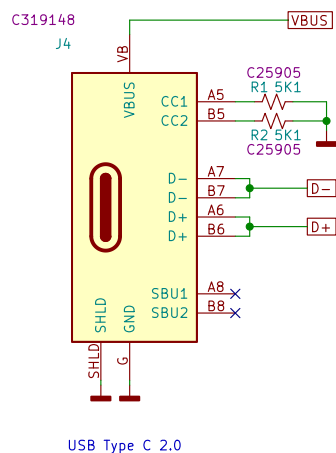 C319148
VBUS
J4
VB
C25905
R1 5K1
VBUS
CC1
A5
CC2
B5
R2 5K1
C25905
D-
A7
D-
B7
D-
D+
A6
D+
B6
D+
SBU1
A8
SBU2
B8
SHLD
GND
SHLD
G
USB Type C 2.0